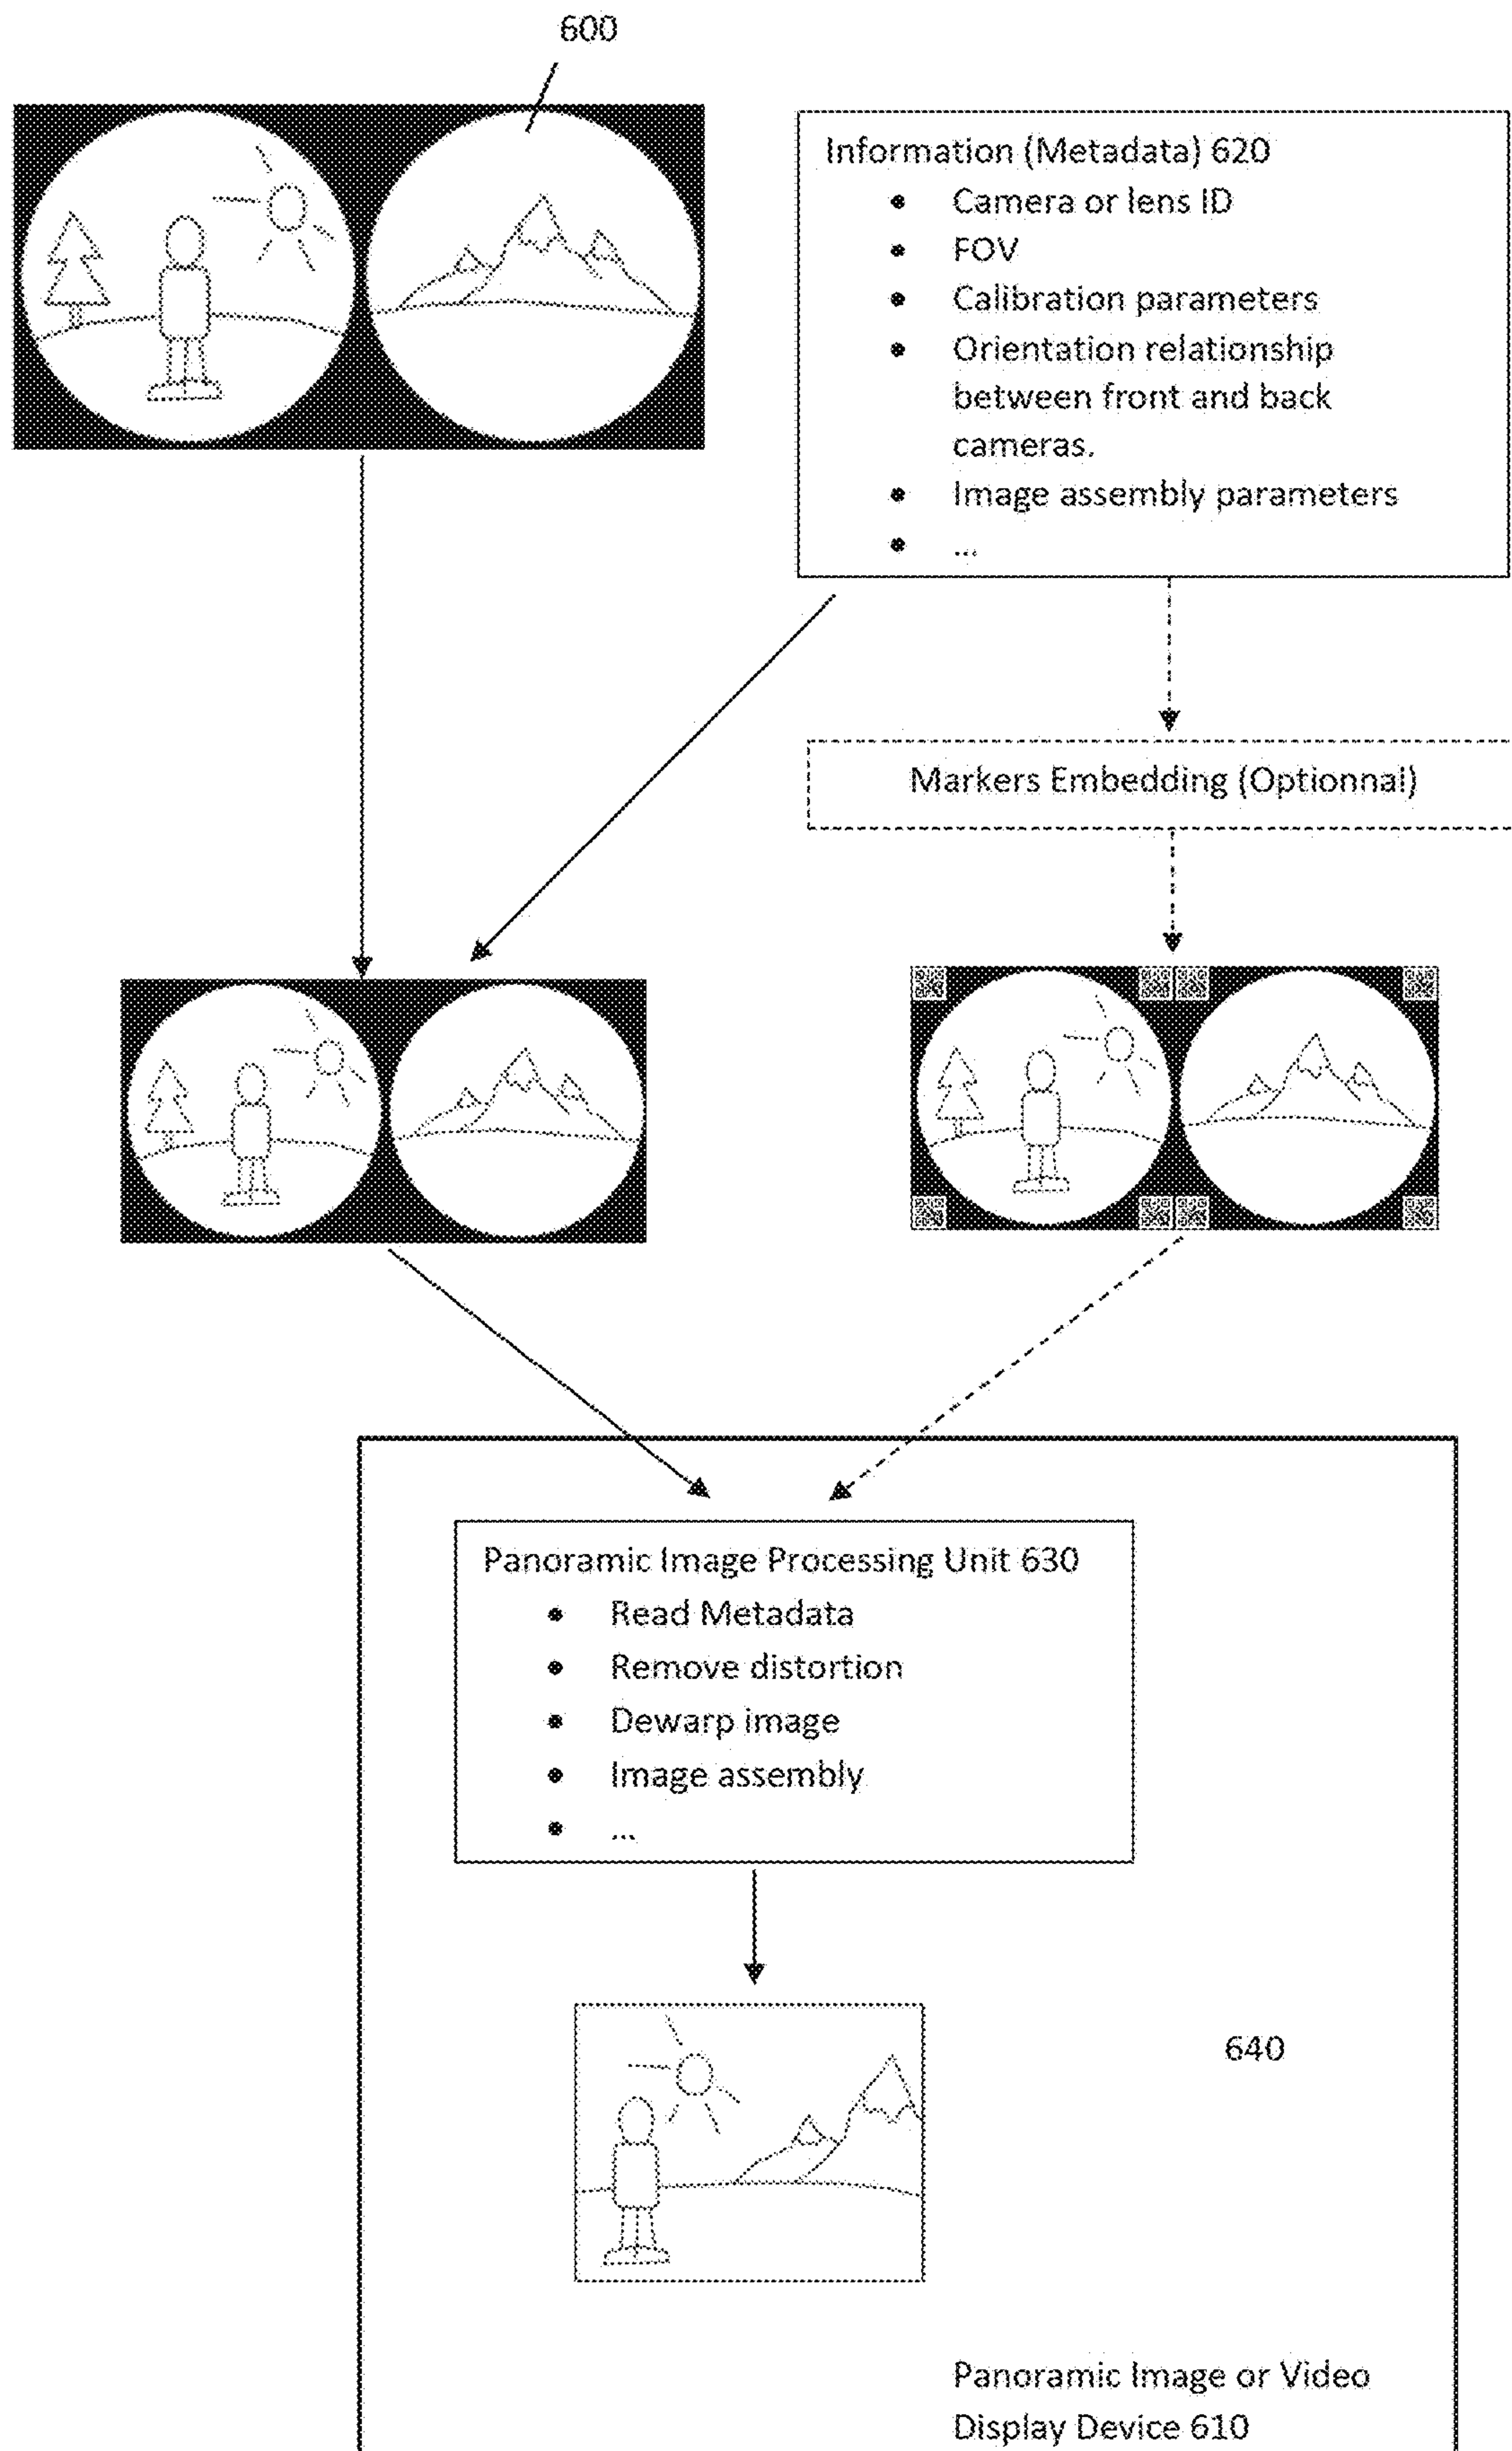 600
Information (Metadata) 620
• Camera or lens ID
• FOV
• Calibration parameters
• Orientation relationship
between front and back
cameras.
• Image assembly parameters
• ...
Markers Embedding (Optionnal)
Panoramic Image Processing Unit 630
• Read Metadata
• Remove distortion
• Dewarp image
• Image assembly
• ...
640
Panoramic Image or Video
Display Device 610